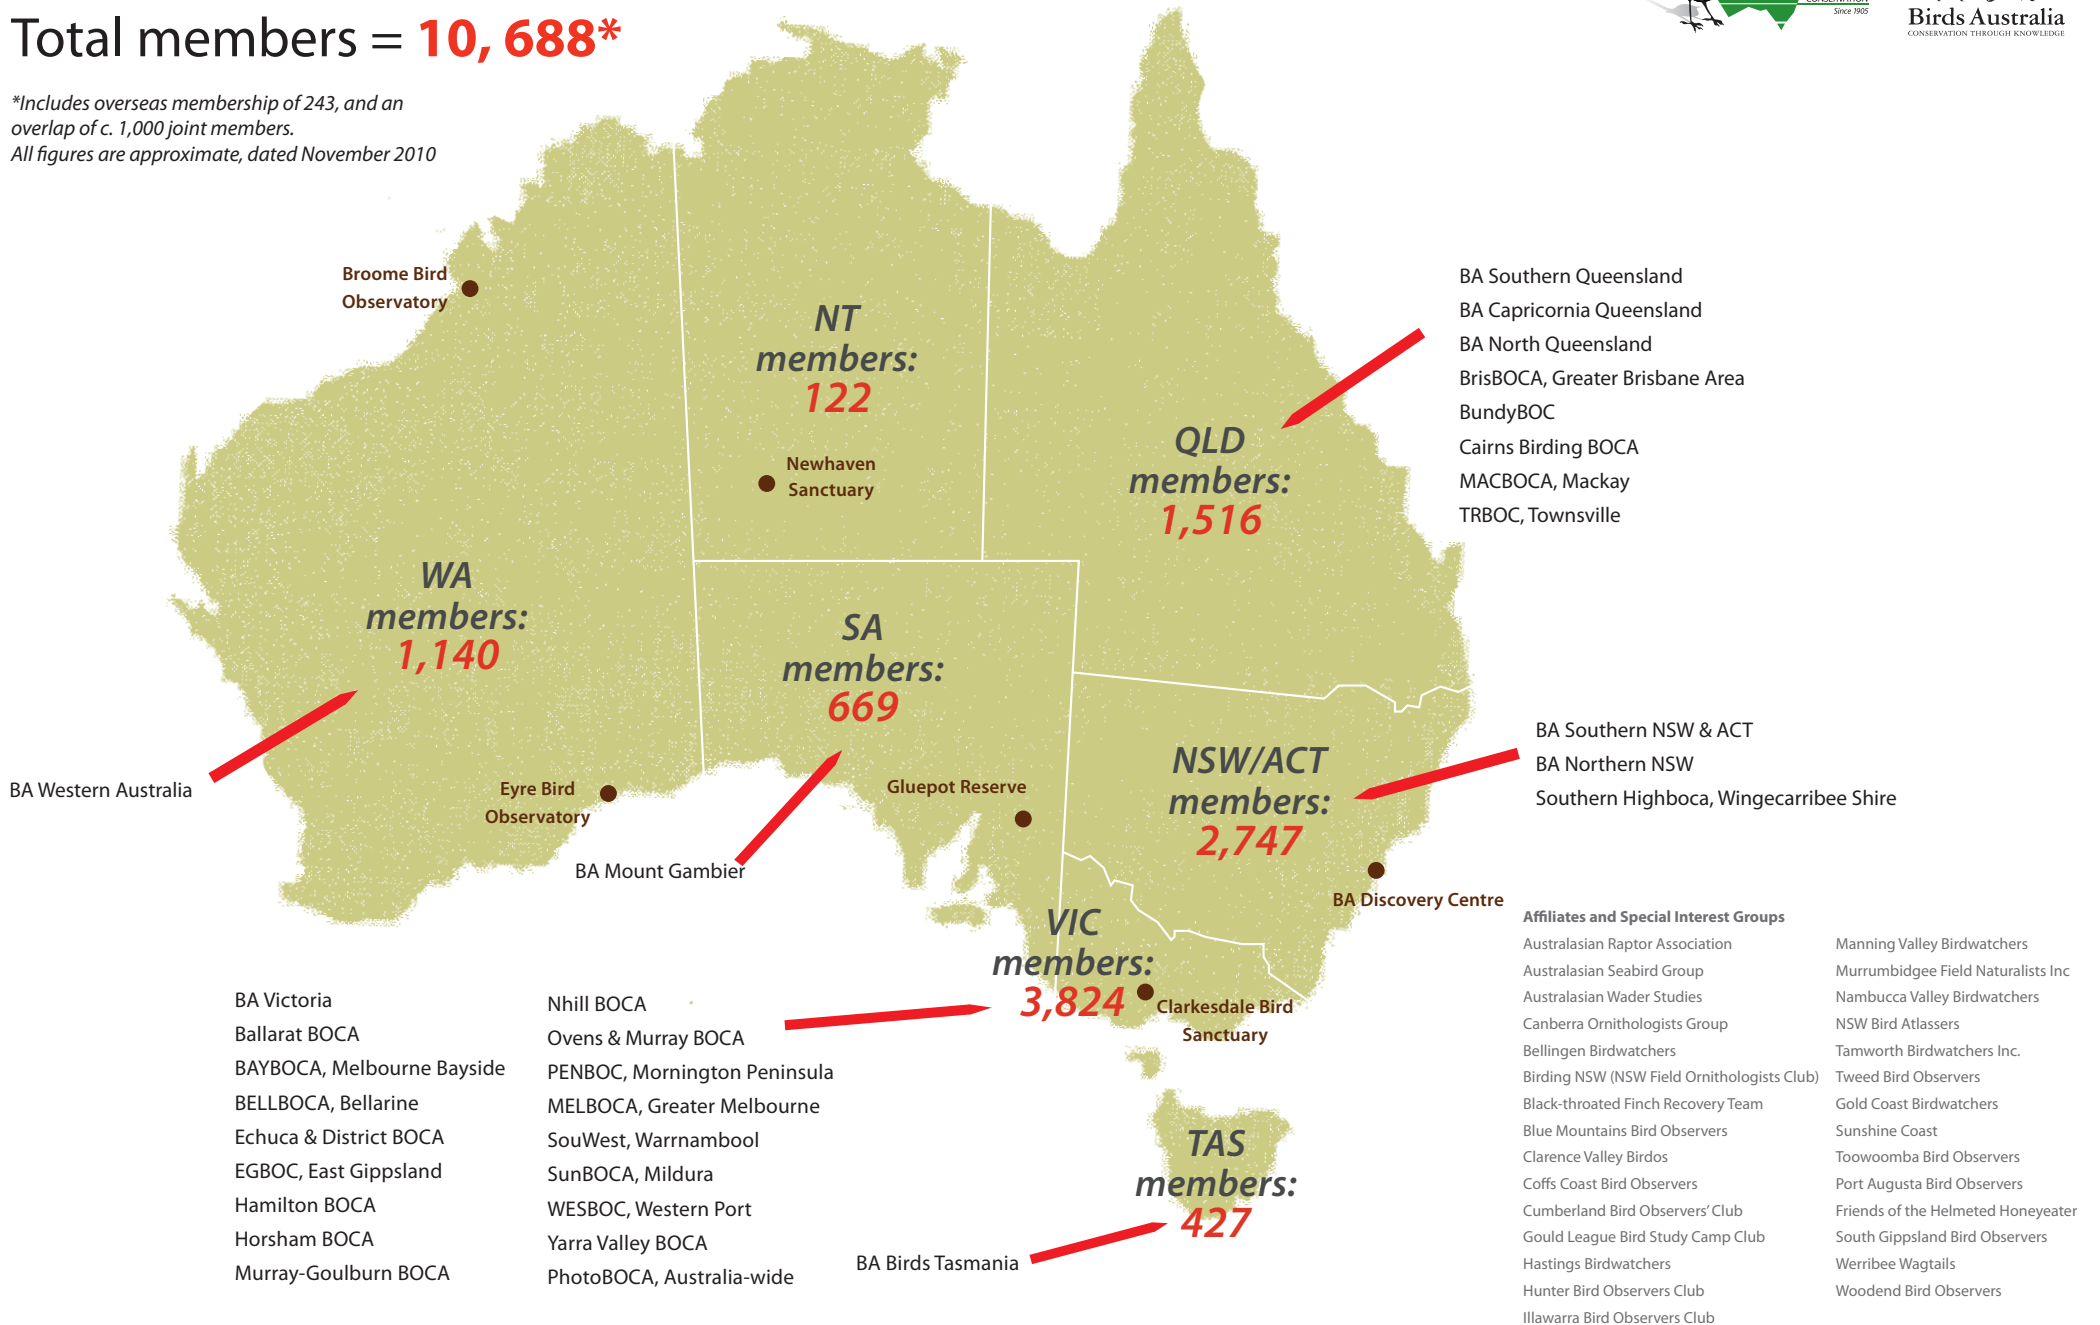 Total members = 10, 688*
*Includes overseas membership of 243, and an
overlap of c. 1,000 joint members.
All figures are approximate, dated November 2010
CONSERVATION
Since 1905
Birds Australia
CONSERVATION THROUGH KNOWLEDGE
Broome Bird
Observatory
NT
members:
122
Newhaven
Sanctuary
QLD
members:
1,516
BA Southern Queensland
BA Capricornia Queensland
BA North Queensland
BrisBOCA, Greater Brisbane Area
BundyBOC
Cairns Birding BOCA
MACBOCA, Mackay
TRBOC, Townsville
WA
members:
1,140
BA Western Australia
SA
members:
669
Eyre Bird
Observatory
BA Mount Gambier
Gluepot Reserve
NSW/ACT
members:
2,747
BA Southern NSW & ACT
BA Northern NSW
Southern Highboca, Wingecarribee Shire
BA Discovery Centre
VIC
members:
3,824
Clarkesdale Bird
Sanctuary
BA Victoria
Ballarat BOCA
BAYBOCA, Melbourne Bayside
BELLBOCA, Bellarine
Echuca & District BOCA
EGBOC, East Gippsland
Hamilton BOCA
Horsham BOCA
Murray-Goulburn BOCA
Nhill BOCA
Ovens & Murray BOCA
PENBOC, Mornington Peninsula
MELBOCA, Greater Melbourne
SouWest, Warrnambool
SunBOCA, Mildura
WESBOC, Western Port
Yarra Valley BOCA
PhotoBOCA, Australia-wide
TAS
members:
427
BA Birds Tasmania
Affiliates and Special Interest Groups
Australasian Raptor Association
Australasian Seabird Group
Australasian Wader Studies
Canberra Ornithologists Group
Bellingen Birdwatchers
Birding NSW (NSW Field Ornithologists Club)
Black-throated Finch Recovery Team
Blue Mountains Bird Observers
Clarence Valley Birdos
Coffs Coast Bird Observers
Cumberland Bird Observers' Club
Gould League Bird Study Camp Club
Hastings Birdwatchers
Hunter Bird Observers Club
Illawarra Bird Observers Club
Manning Valley Birdwatchers
Murrumbidgee Field Naturalists Inc
Nambucca Valley Birdwatchers
NSW Bird Atlassers
Tamworth Birdwatchers Inc.
Tweed Bird Observers
Gold Coast Birdwatchers
Sunshine Coast
Toowoomba Bird Observers
Port Augusta Bird Observers
Friends of the Helmeted Honeyeater
South Gippsland Bird Observers
Werribee Wagtails
Woodend Bird Observers